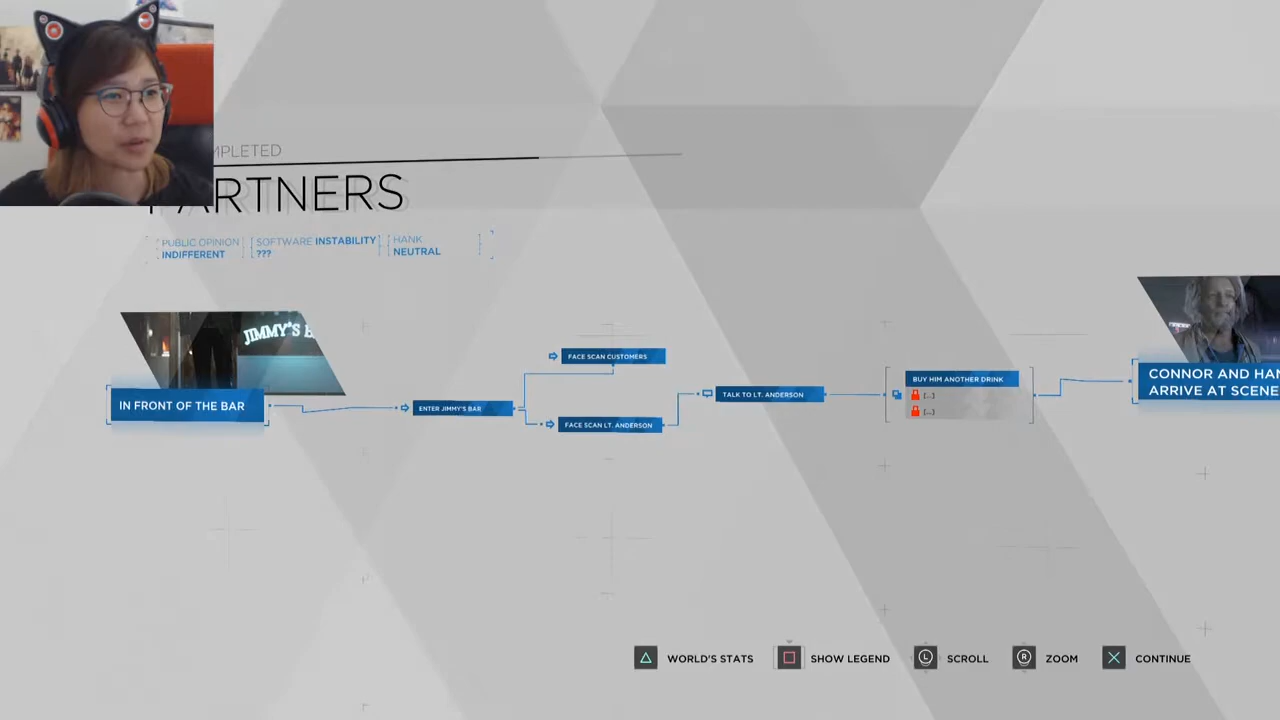 MPLETED
PARTNERS
PUBLIC OPINION
INDIFFERENT
SOFTWARE INSTABILITY
???
HANK
NEUTRAL
JIMMY'S B
IN FRONT OF THE BAR
ENTER JIMMY'S BAR
FACE SCAN CUSTOMERS
FACE SCAN LT. ANDERSON
TALK TO LT. ANDERSON
BUY HIM ANOTHER DRINK
[...]
[...]
CONNOR AND HAN
ARRIVE AT SCENE
WORLD'S STATS
SHOW LEGEND
L
SCROLL
R
ZOOM
CONTINUE